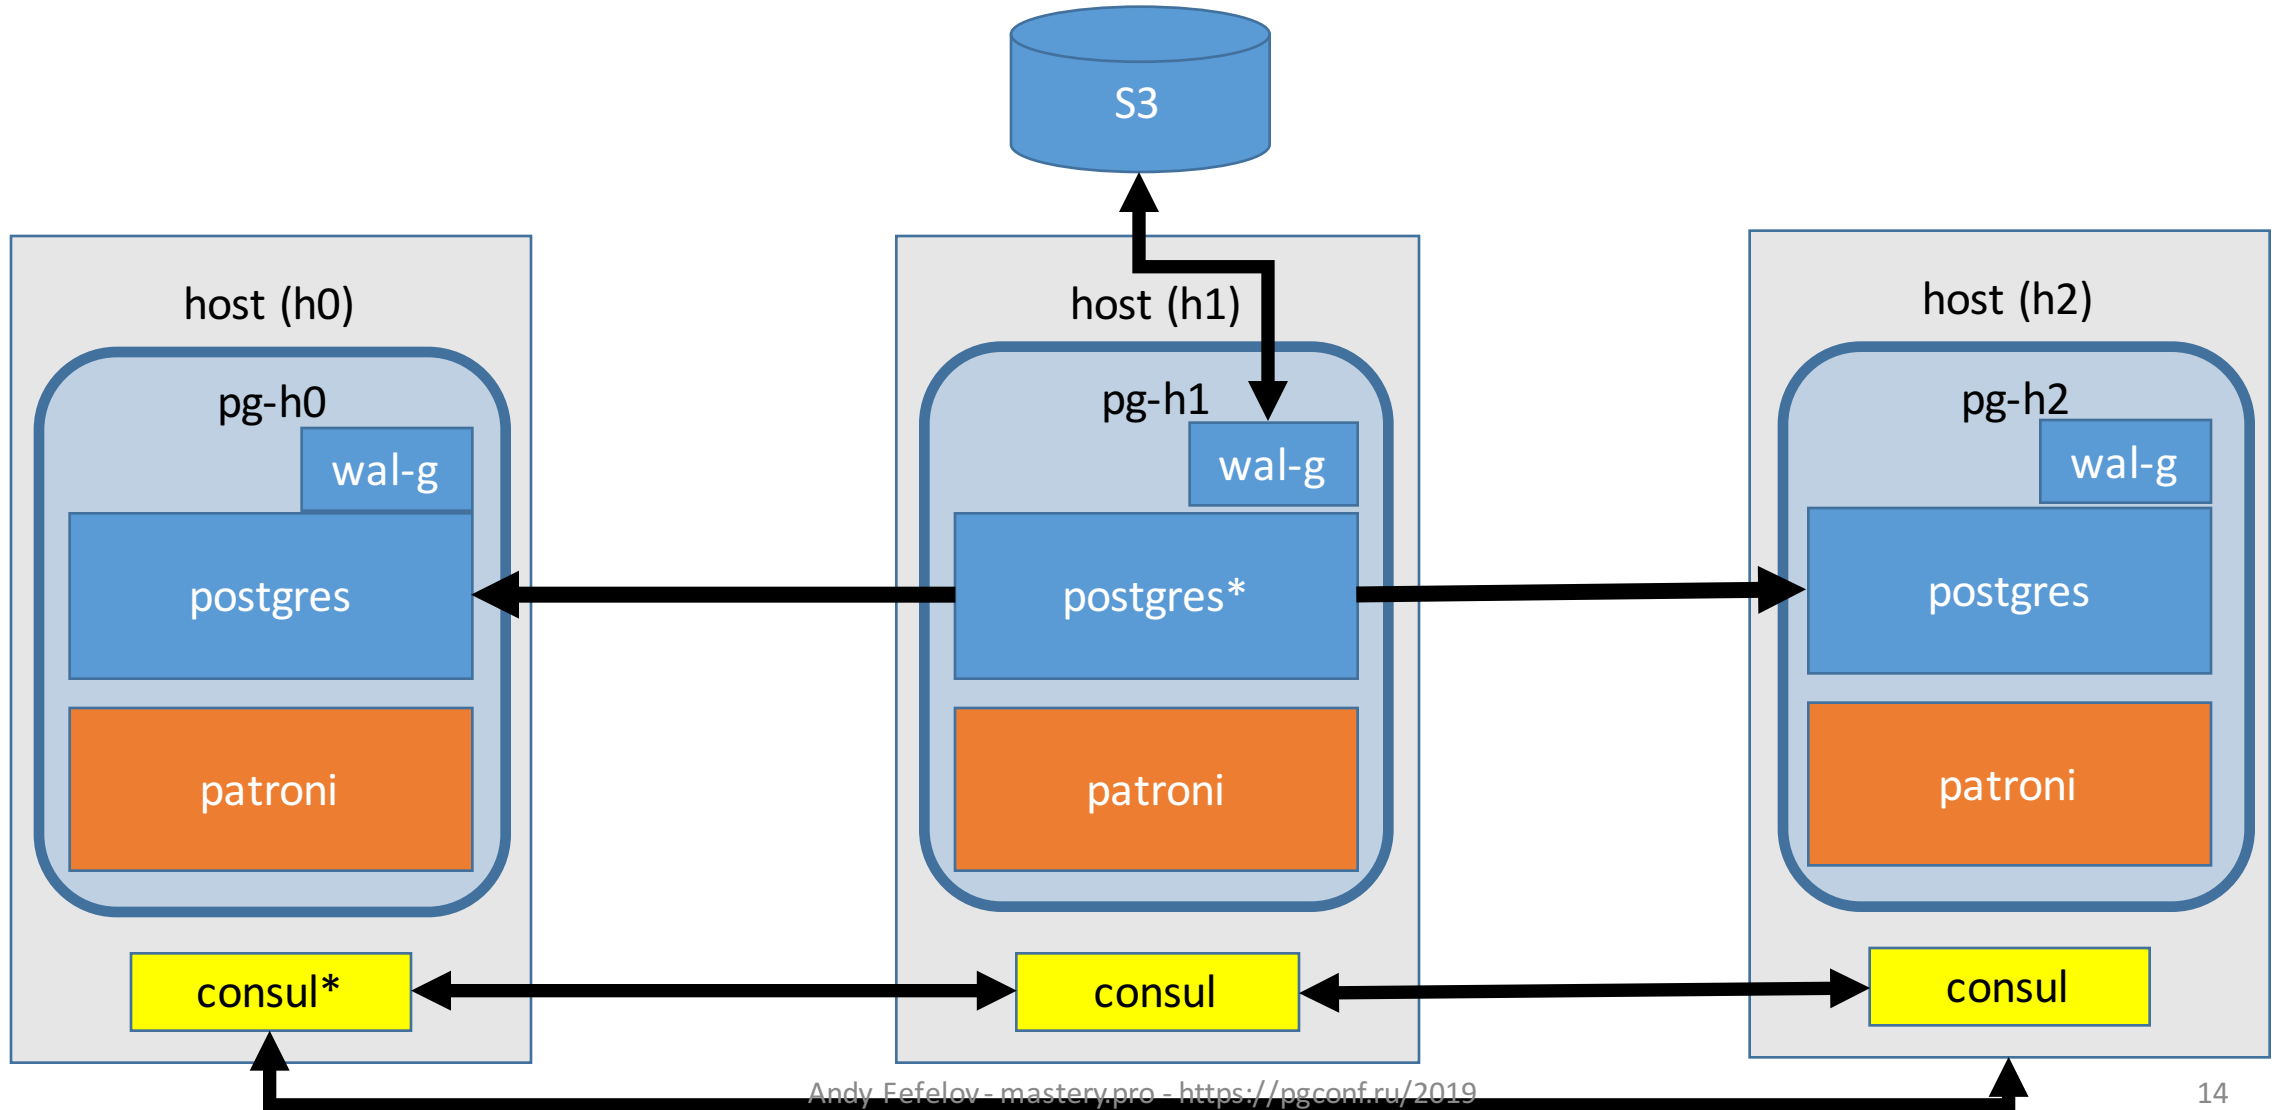 S3
host (h0)
pg-h0
wal-g
postgres
patroni
consul*
host (h1)
pg-h1
wal-g
postgres*
patroni
consul
host (h2)
pg-h2
wal-g
postgres
patroni
consul
Andy Fefelov - mastery.pro - https://pgconf.ru/2019
14